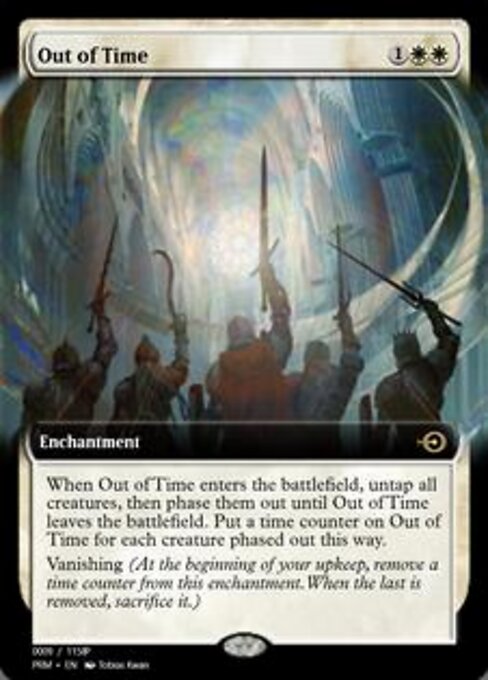 Out of Time 1
Enchantment
When Out of Time enters the battlefield, untap all
creatures, then phase them out until Out of Time
leaves the battlefield. Put a time counter on Out of
Time for each creature phased out this way.
Vanishing (At the beginning of your upkeep, remove a
time counter from this enchantment. When the last is
removed, sacrifice it.)
PRM • EN Tobias Kwan